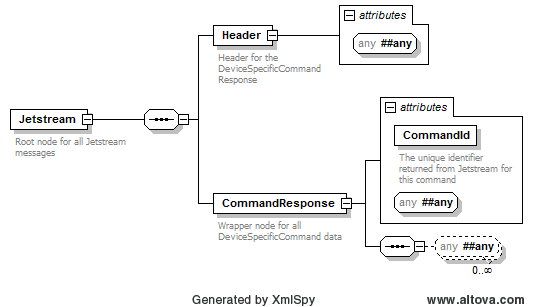 attributes
Header
any ##any
Header for the
DeviceSpecificCommand
Response
Jetstream
Root node for all Jetstream
messages
attributes
CommandId
The unique identifier
returned from Jetstream for
this command
any ##any
CommandResponse
Wrapper node for all
DeviceSpecificCommand data
any ##any
0..∞
Generated by XmlSpy
www.altova.com